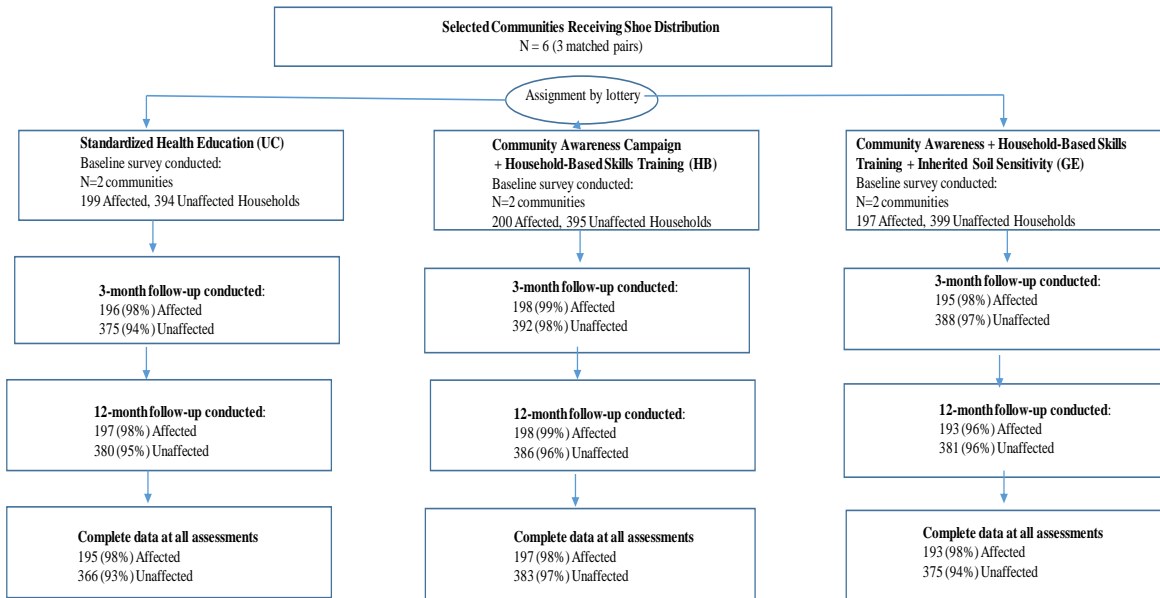 Selected Communities Receiving Shoe Distribution
N = 6 (3 matched pairs)
Assignment by lottery
Standardized Health Education (UC)
Baseline survey conducted:
N=2 communities
199 Affected, 394 Unaffected Households
Community Awareness Campaign
+ Household-Based Skills Training (HB)
Baseline survey conducted:
N=2 communities
200 Affected, 395 Unaffected Households
Community Awareness + Household-Based Skills
Training + Inherited Soil Sensitivity (GE)
Baseline survey conducted:
N=2 communities
197 Affected, 399 Unaffected Households
3-month follow-up conducted:
196 (98%) Affected
375 (94%) Unaffected
3-month follow-up conducted:
198 (99%) Affected
392 (98%) Unaffected
3-month follow-up conducted:
195 (98%) Affected
388 (97%) Unaffected
12-month follow-up conducted:
197 (98%) Affected
380 (95%) Unaffected
12-month follow-up conducted:
198 (99%) Affected
386 (96%) Unaffected
12-month follow-up conducted:
193 (96%) Affected
381 (96%) Unaffected
Complete data at all assessments
195 (98%) Affected
366 (93%) Unaffected
Complete data at all assessments
197 (98%) Affected
383 (97%) Unaffected
Complete data at all assessments
193 (98%) Affected
375 (94%) Unaffected